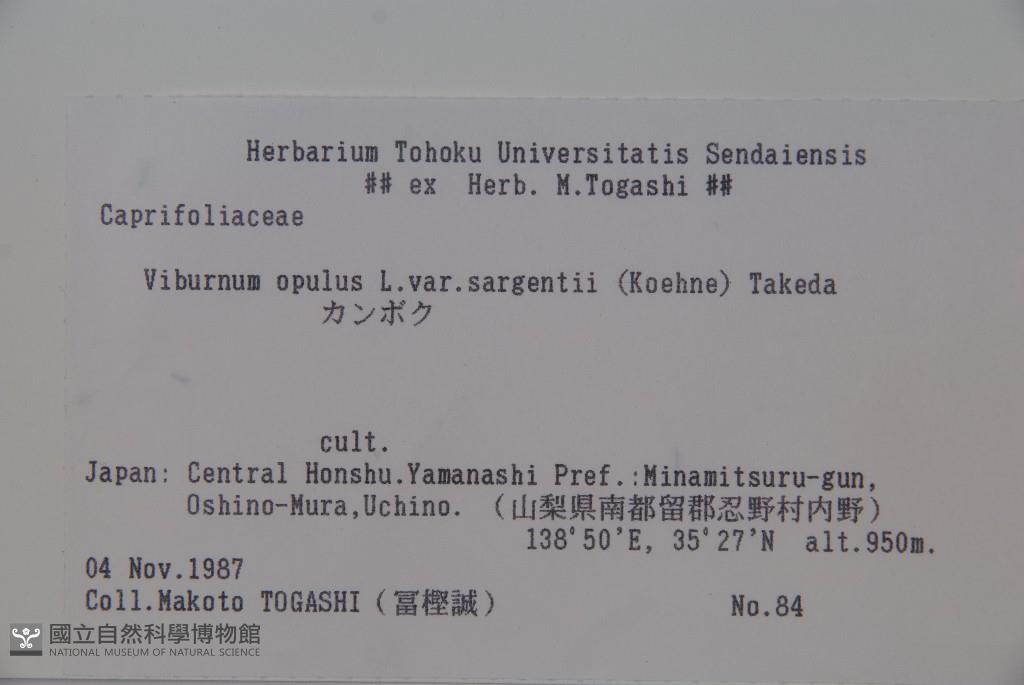 Herbarium Tohoku Universitatis Sendaiensis
## ex Herb. M.Togashi ##
Caprifoliaceae
Viburnum opulus L.var.sargentii (Koehne) Takeda
カンボク
cult.
Japan: Central Honshu.Yamanashi Pref.:Minamitsuru-gun,
Oshino-Mura,Uchino. (山梨県南都留郡忍野村内野)
138°50'E, 35°27'N alt.950m.
04 Nov.1987
Coll.Makoto TOGASHI (冨樫誠) No.84
國立自然科學博物館
NATIONAL MUSEUM OF NATURAL SCIENCE